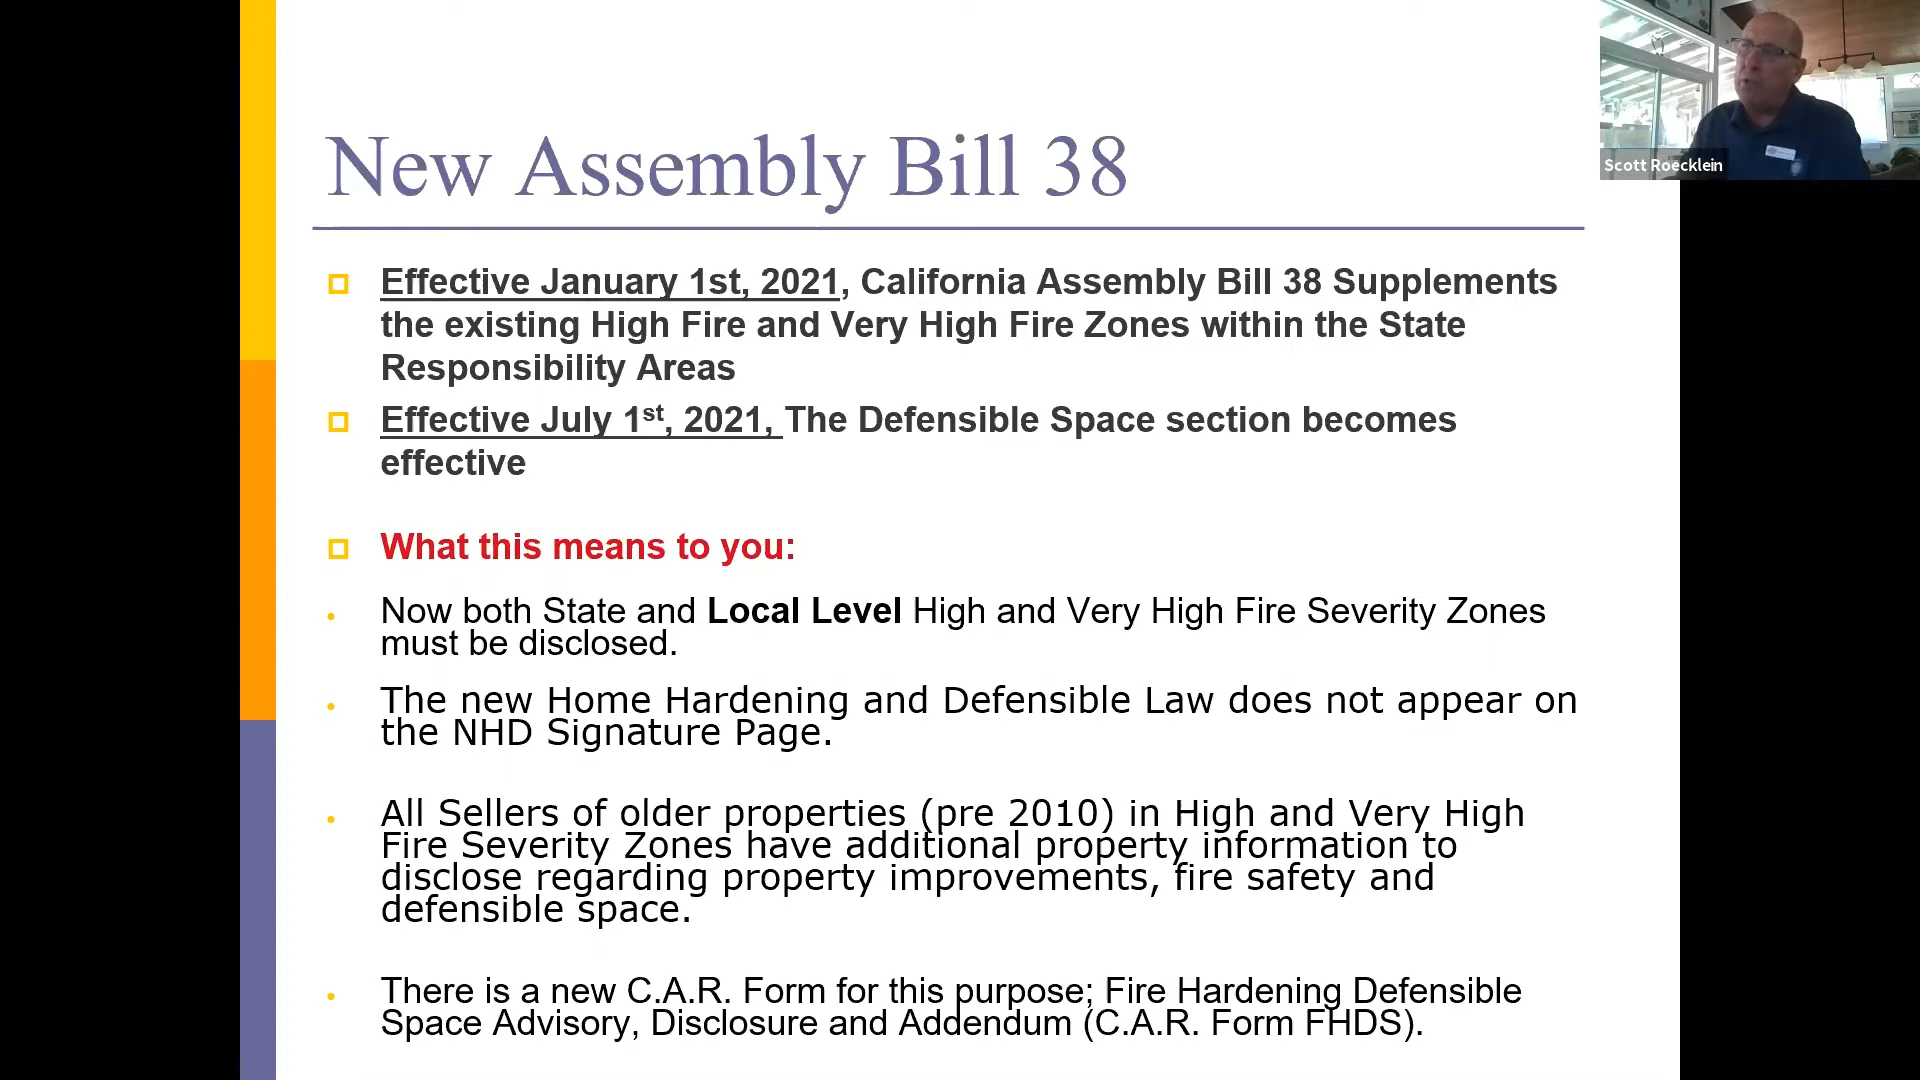 New Assembly Bill 38
Effective January 1st, 2021, California Assembly Bill 38 Supplements
the existing High Fire and Very High Fire Zones within the State
Responsibility Areas
Effective July 1st, 2021, The Defensible Space section becomes
effective
What this means to you:
Now both State and Local Level High and Very High Fire Severity Zones
must be disclosed.
The new Home Hardening and Defensible Law does not appear on
the NHD Signature Page.
All Sellers of older properties (pre 2010) in High and Very High
Fire Severity Zones have additional property information to
disclose regarding property improvements, fire safety and
defensible space.
There is a new C.A.R. Form for this purpose; Fire Hardening Defensible
Space Advisory, Disclosure and Addendum (C.A.R. Form FHDS).
Scott Roecklein